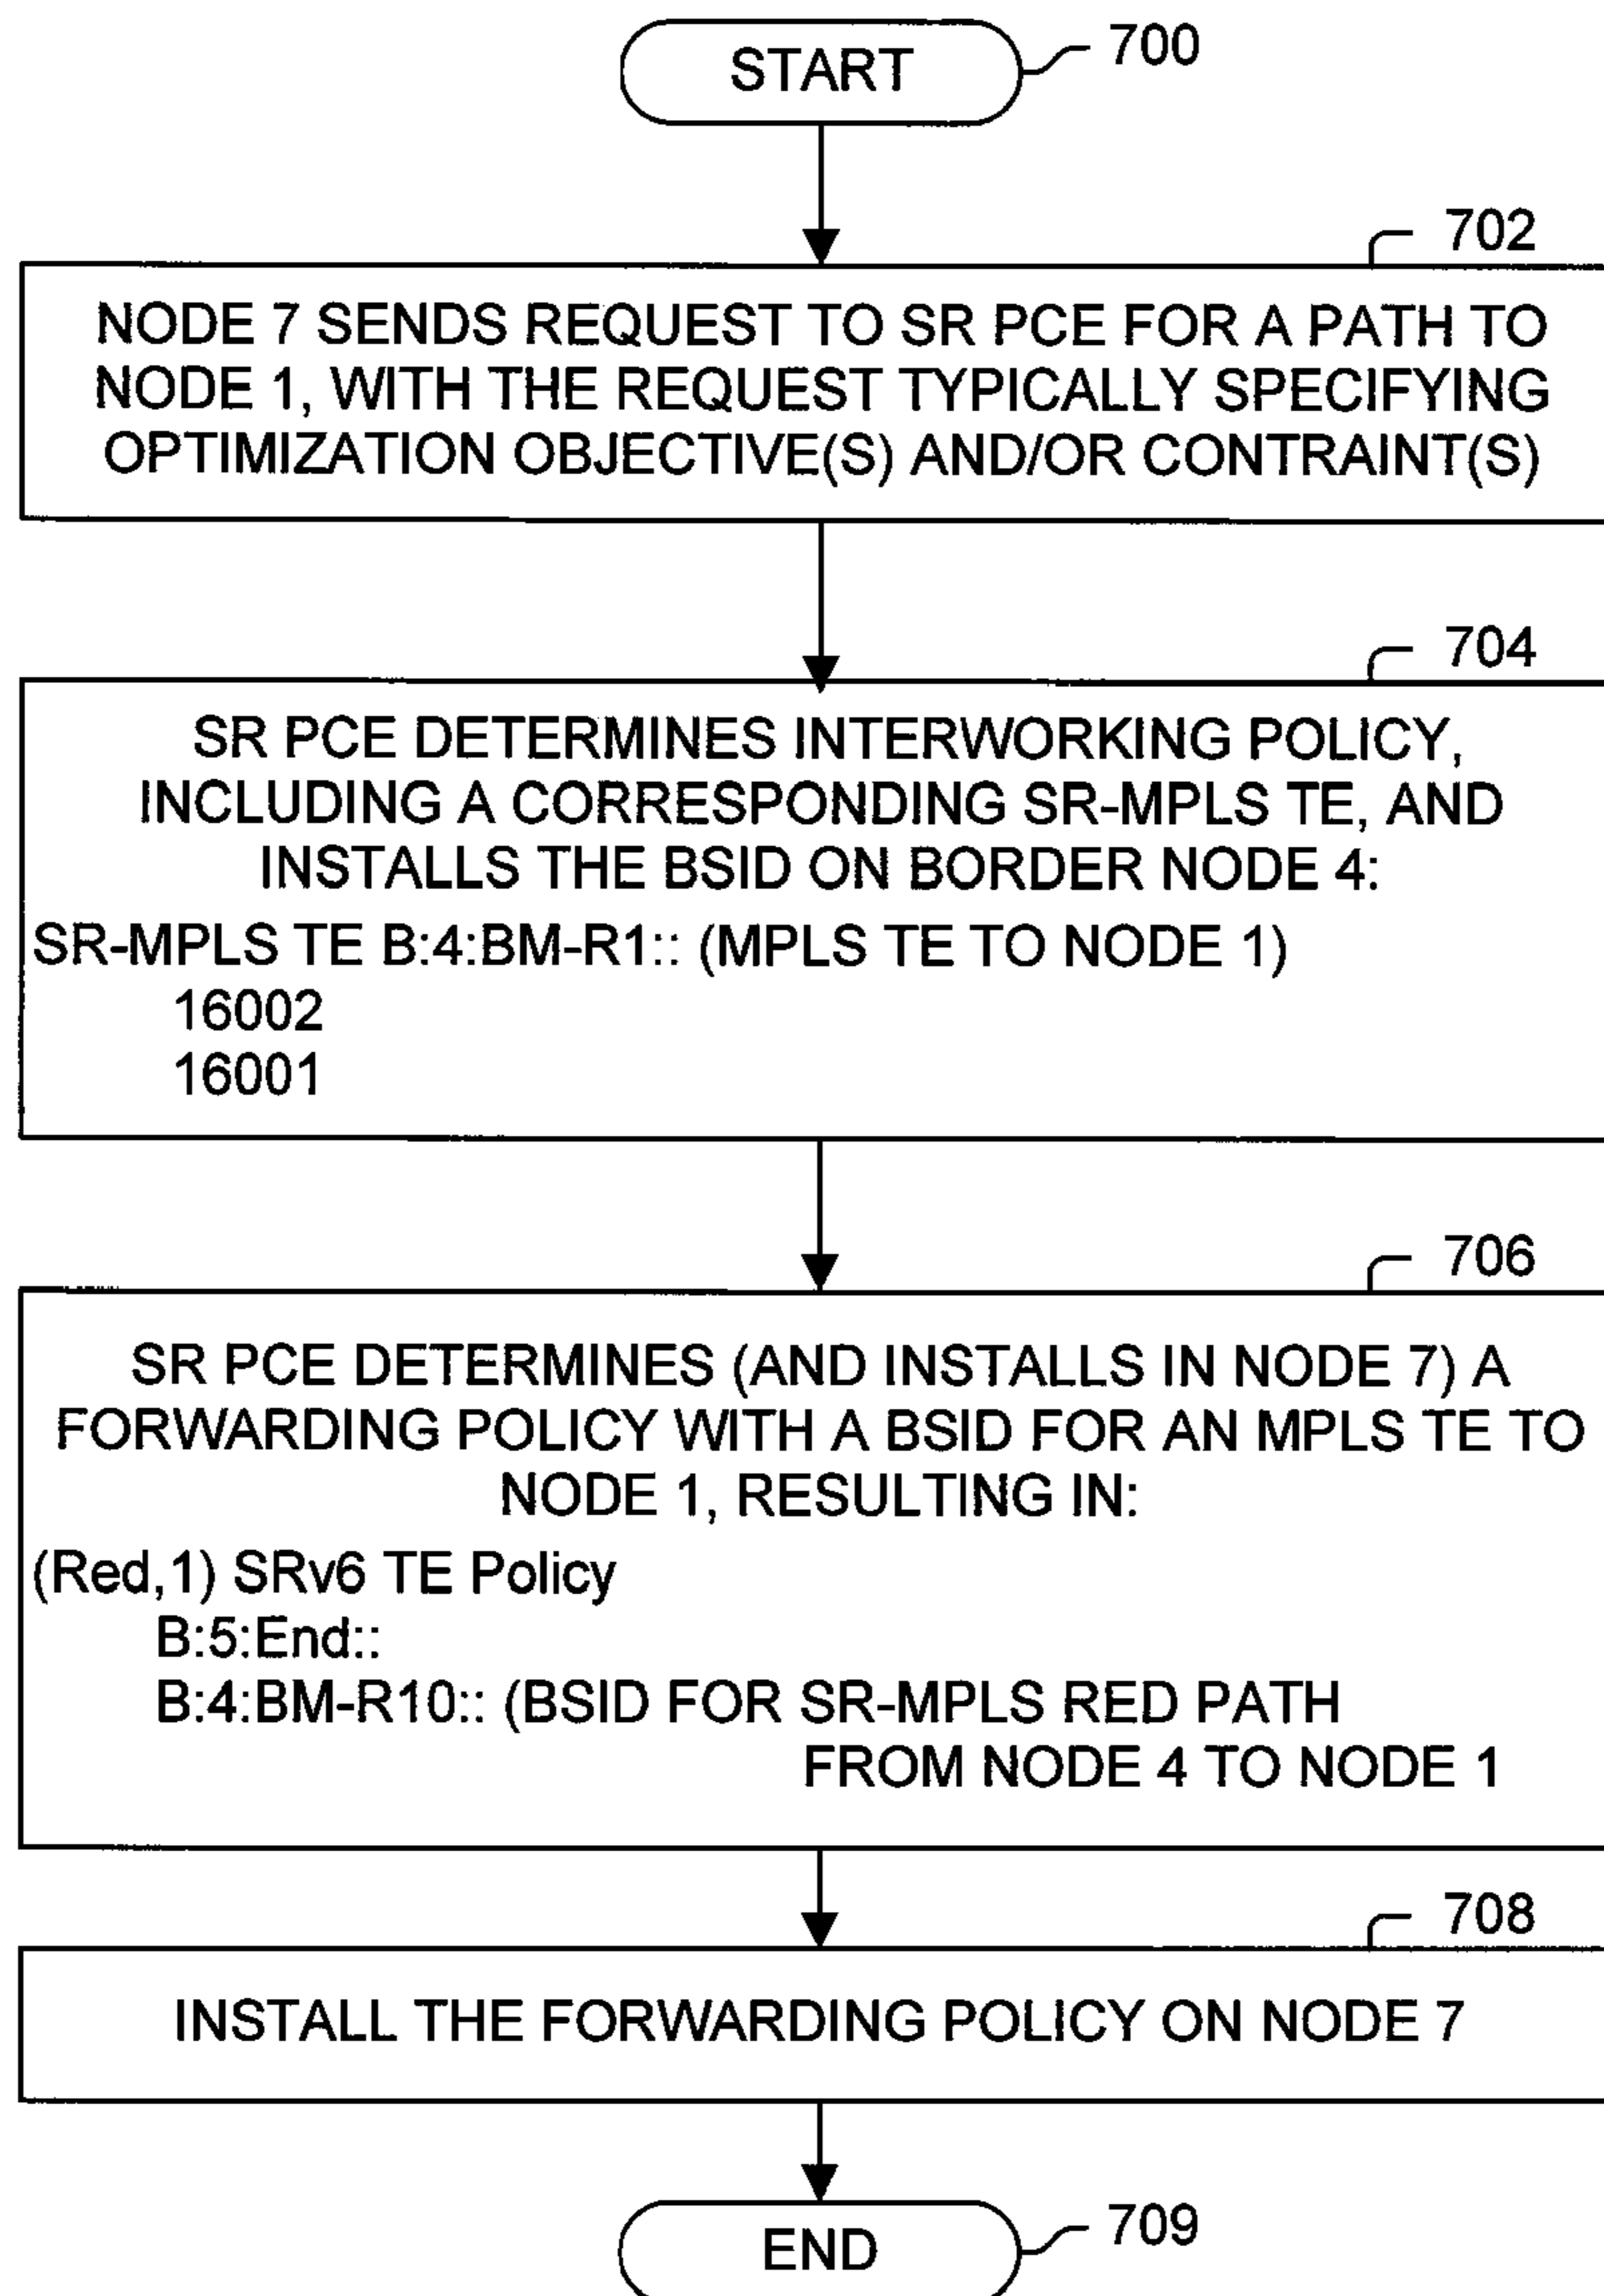 START
700
702
NODE 7 SENDS REQUEST TO SR PCE FOR A PATH TO
NODE 1, WITH THE REQUEST TYPICALLY SPECIFYING
OPTIMIZATION OBJECTIVE(S) AND/OR CONTRAINT(S)
704
SR PCE DETERMINES INTERWORKING POLICY,
INCLUDING A CORRESPONDING SR-MPLS TE, AND
INSTALLS THE BSID ON BORDER NODE 4:
SR-MPLS TE B:4:BM-R1:: (MPLS TE TO NODE 1)
16002
16001
706
SR PCE DETERMINES (AND INSTALLS IN NODE 7) A
FORWARDING POLICY WITH A BSID FOR AN MPLS TE TO
NODE 1, RESULTING IN:
(Red,1) SRv6 TE Policy
B:5:End::
B:4:BM-R10:: (BSID FOR SR-MPLS RED PATH
FROM NODE 4 TO NODE 1
708
INSTALL THE FORWARDING POLICY ON NODE 7
END
709